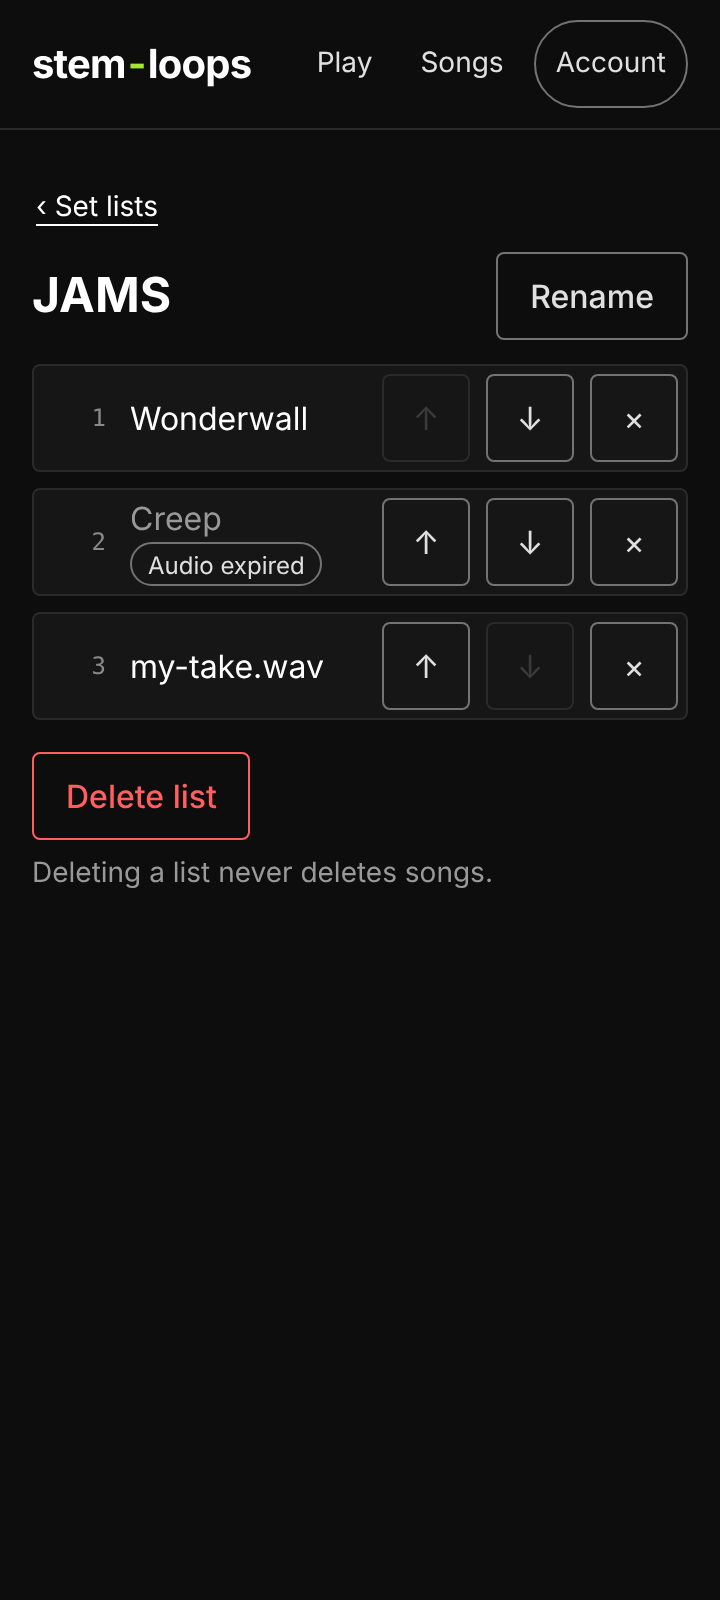 stem-loops Play Songs Account
‹ Set lists
JAMS Rename
1 Wonderwall ↑ ↓ ×
2 Creep ↑ ↓ ×
Audio expired
3 my-take.wav ↑ ↓ ×
Delete list
Deleting a list never deletes songs.